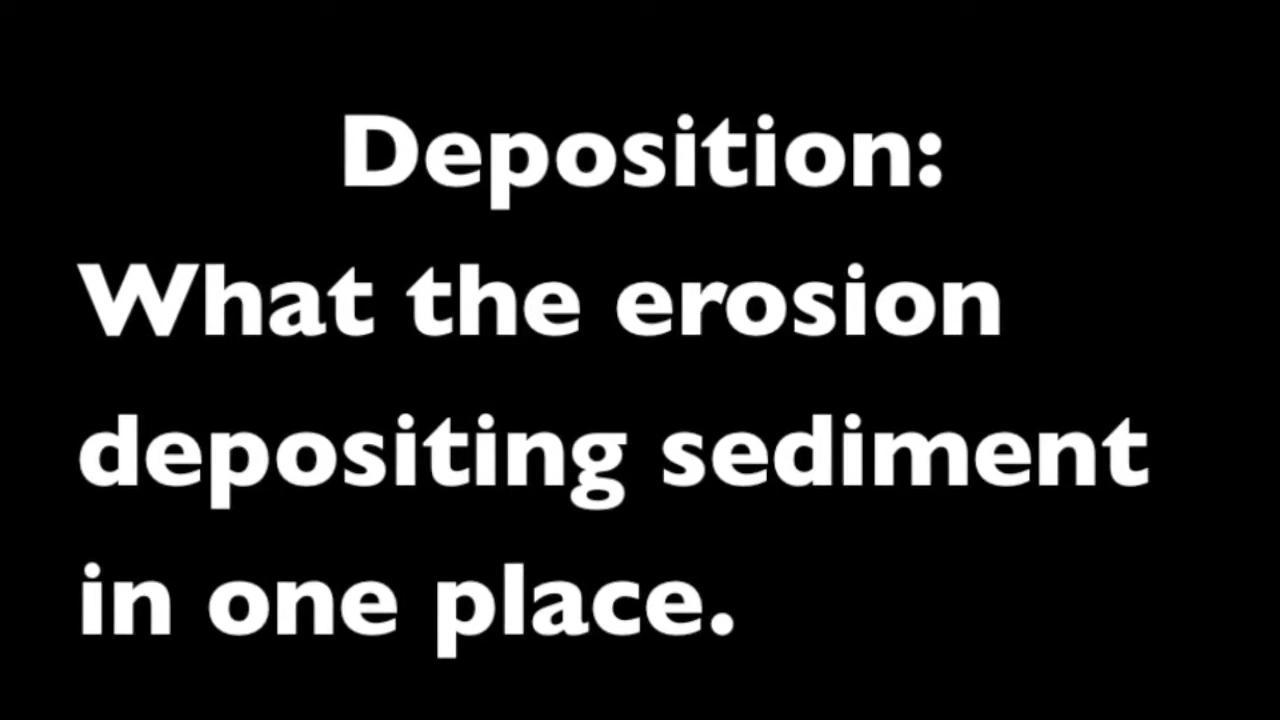 Deposition:
What the erosion
depositing sediment
in one place.